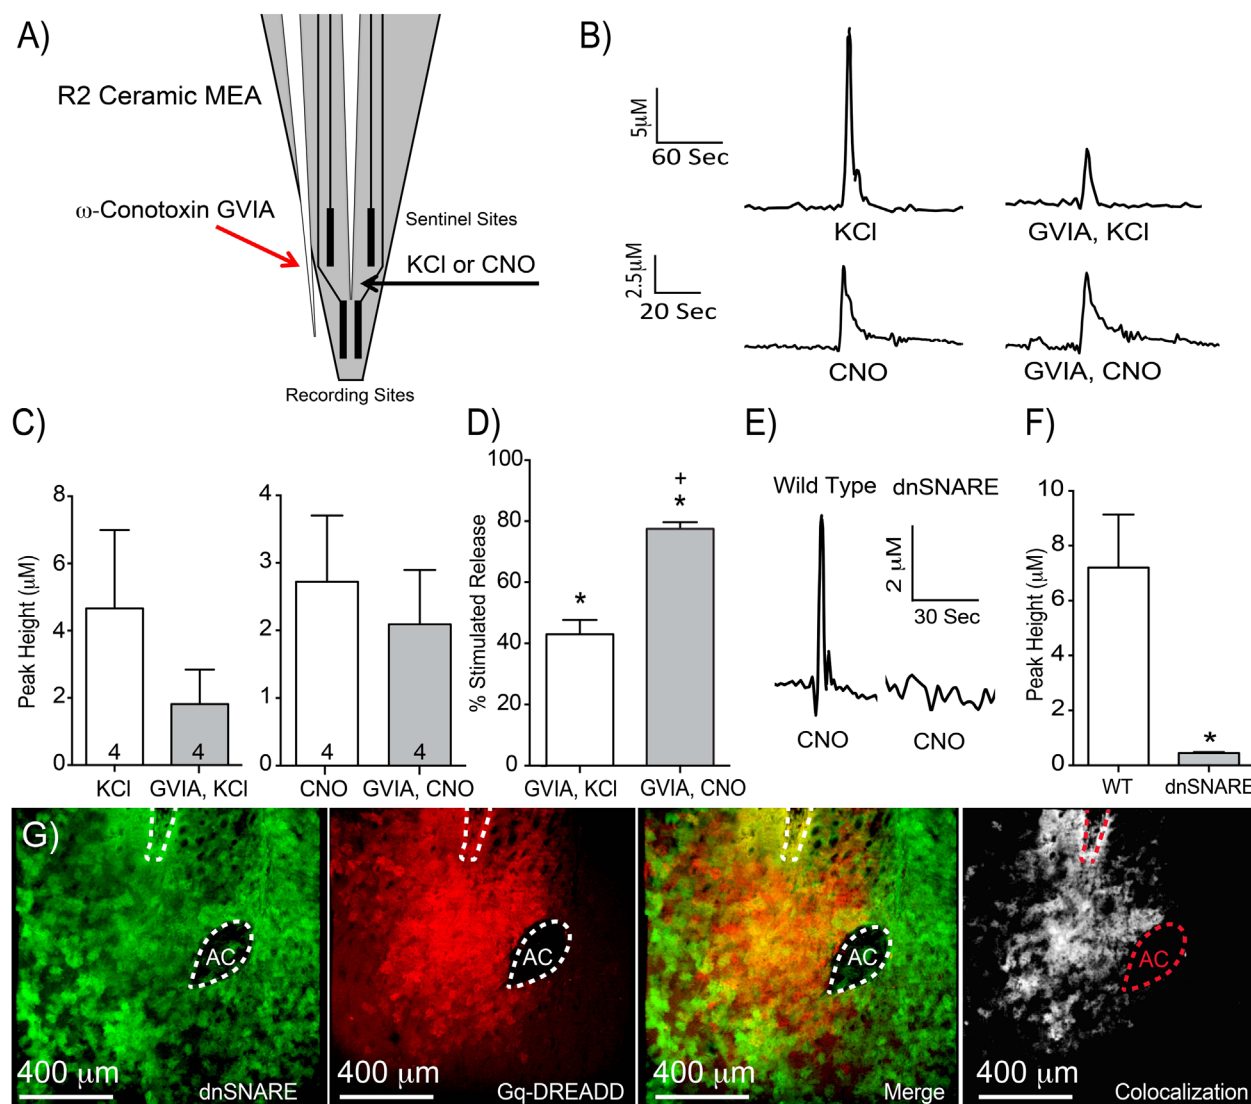 A)
R2 Ceramic MEA
ω-Conotoxin GVIA
Sentinel Sites
KCl or CNO
Recording Sites
B)
5μM
60 Sec
KCl
GVIA, KCl
2.5μM
20 Sec
CNO
GVIA, CNO
C)
Peak Height (μM)
8
6
4
2
0
4
4
KCl
GVIA, KCl
4
3
2
1
0
4
4
CNO
GVIA, CNO
D)
% Stimulated Release
100
80
60
40
20
0
*
+
*
GVIA, KCl
GVIA, CNO
E)
Wild Type
dnSNARE
2 μM
30 Sec
CNO
CNO
F)
Peak Height (μM)
10
8
6
4
2
0
*
WT
dnSNARE
G)
AC
400 μm
dnSNARE
AC
400 μm
Gq-DREADD
AC
400 μm
Merge
AC
400 μm
Colocalization